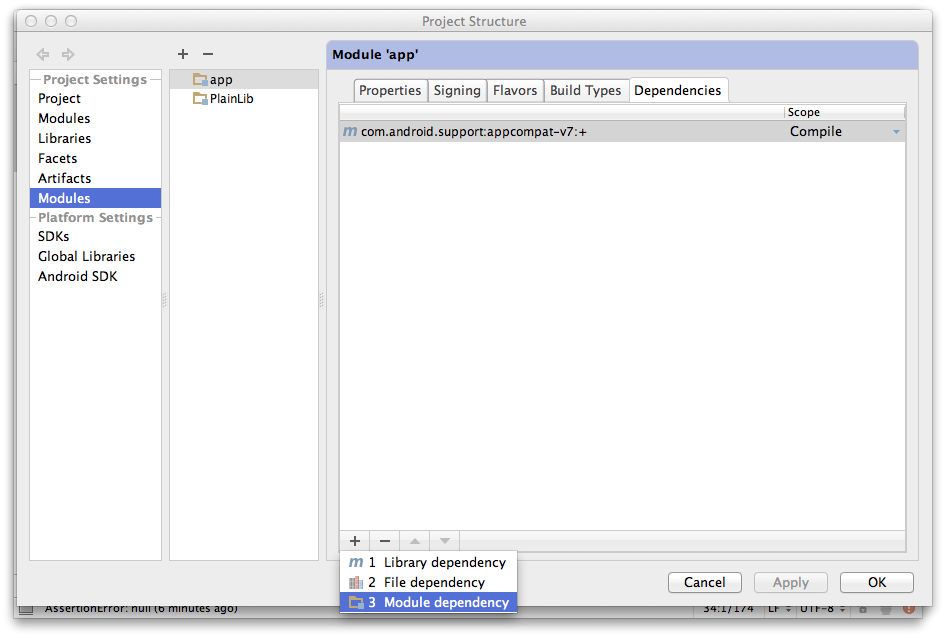 Project Structure
Project Settings
Project
Modules
Libraries
Facets
Artifacts
Modules
Platform Settings
SDKs
Global Libraries
Android SDK
app
PlainLib
Module 'app'
Properties Signing Flavors Build Types Dependencies
Scope
m com.android.support:appcompat-v7:+ Compile
m 1 Library dependency
2 File dependency
3 Module dependency
Cancel Apply OK
AssertionError: null (6 minutes ago) 34:1/174 LF UTF-8